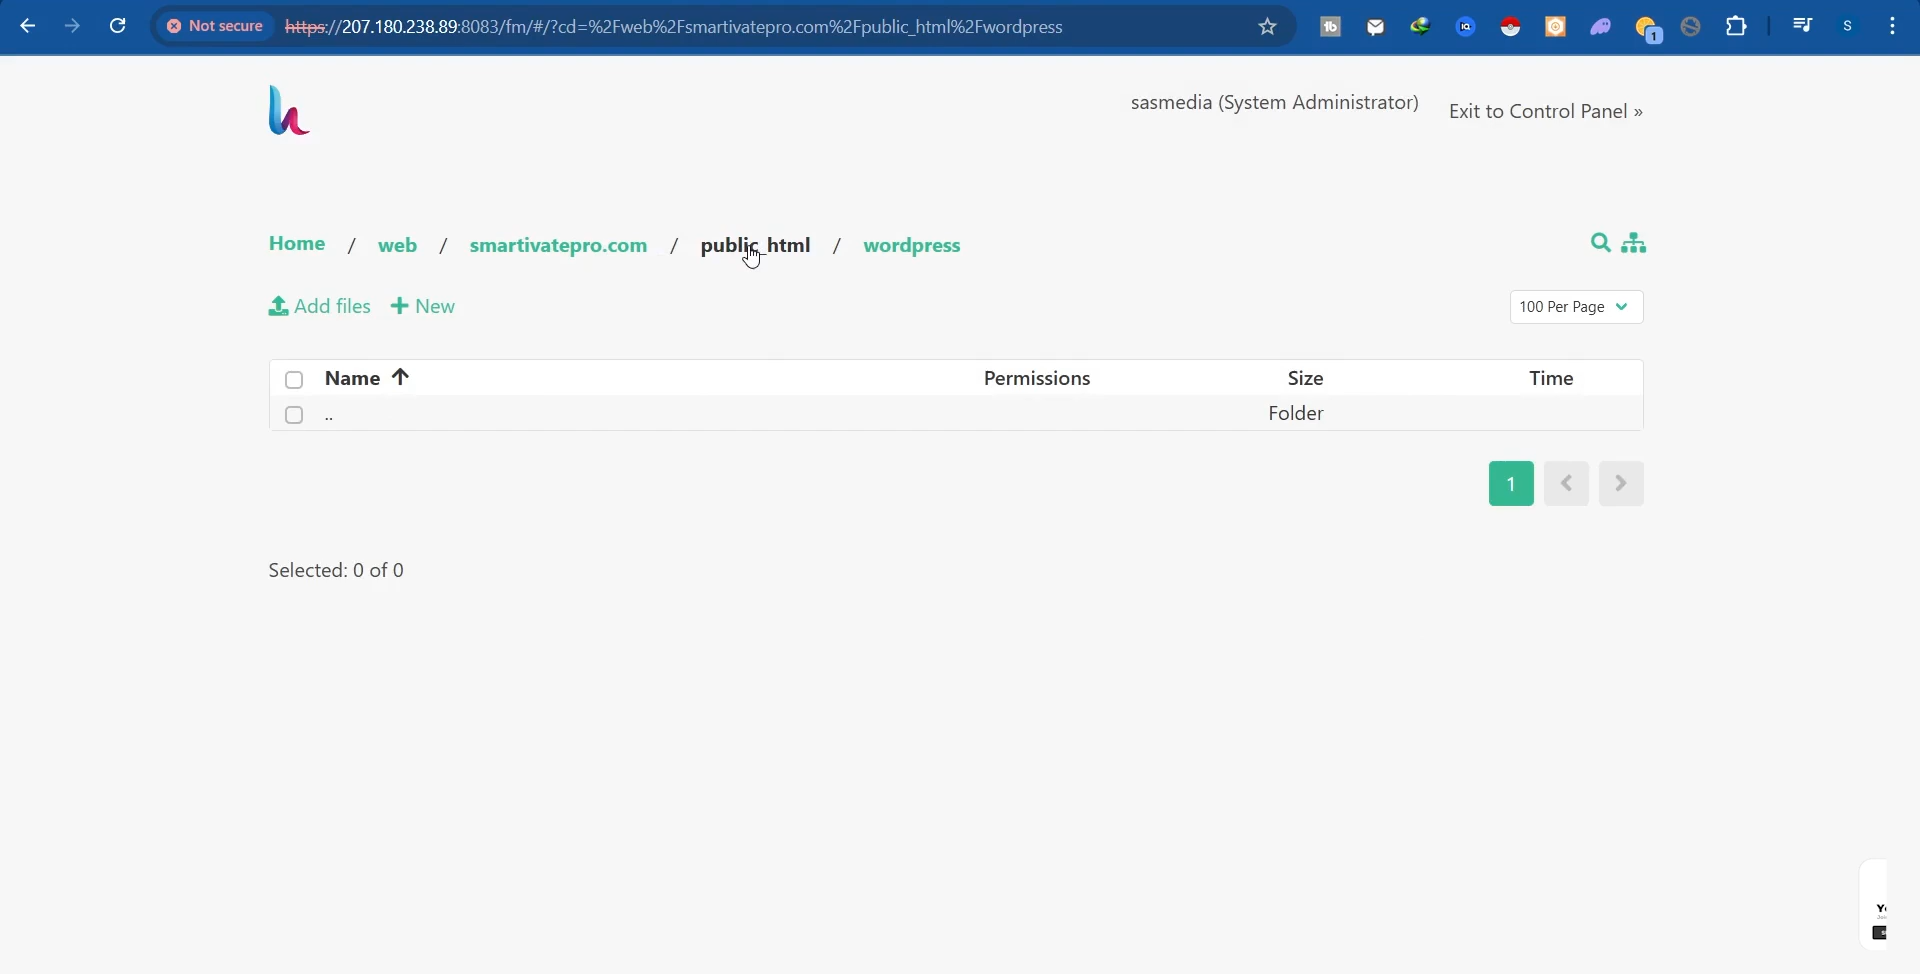 Not secure https://207.180.238.89:8083/fm/#/?cd=%2Fweb%2Fsmartivatepro.com%2Fpublic_html%2Fwordpress
1
S
sasmedia (System Administrator) Exit to Control Panel »
Home / web / smartivatepro.com / public_html / wordpress
Add files + New
100 Per Page
Name Permissions Size Time
.. Folder
1
Selected: 0 of 0